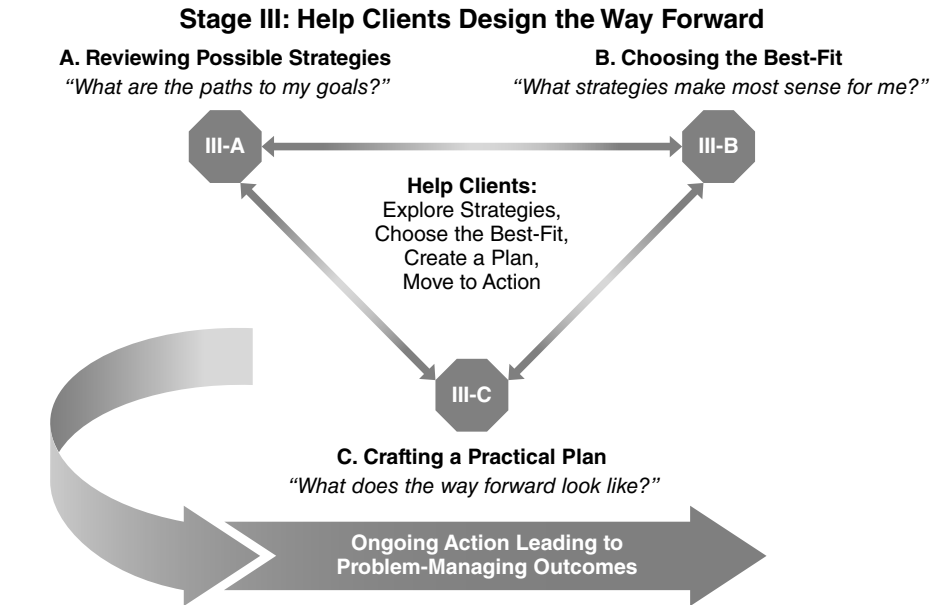 Stage III: Help Clients Design the Way Forward
A. Reviewing Possible Strategies
“What are the paths to my goals?”
B. Choosing the Best-Fit
“What strategies make most sense for me?”
III-A
III-B
Help Clients:
Explore Strategies,
Choose the Best-Fit,
Create a Plan,
Move to Action
III-C
C. Crafting a Practical Plan
“What does the way forward look like?”
Ongoing Action Leading to
Problem-Managing Outcomes